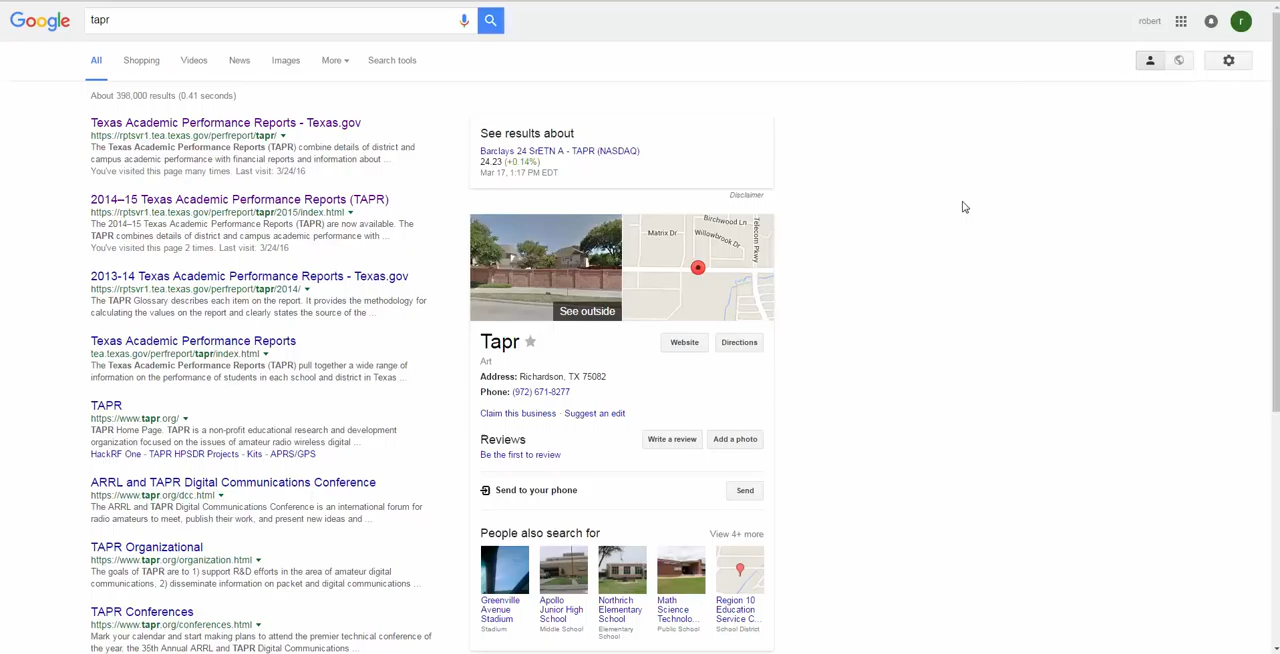 Google
tapr
robert
r
All
Shopping
Videos
News
Images
More
Search tools
About 398,000 results (0.41 seconds)
Texas Academic Performance Reports - Texas.gov
https://rptsvr1.tea.texas.gov/perfreport/tapr/
The Texas Academic Performance Reports (TAPR) combine details of district and
campus academic performance with financial reports and information about ...
You've visited this page many times. Last visit: 3/24/16
2014–15 Texas Academic Performance Reports (TAPR)
https://rptsvr1.tea.texas.gov/perfreport/tapr/2015/index.html
The 2014–15 Texas Academic Performance Reports (TAPR) are now available. The
TAPR combines details of district and campus academic performance with ...
You've visited this page 2 times. Last visit: 3/24/16
2013-14 Texas Academic Performance Reports - Texas.gov
https://rptsvr1.tea.texas.gov/perfreport/tapr/2014/
The TAPR Glossary describes each item on the report. It provides the methodology for
calculating the values on the report and clearly states the source of the ...
Texas Academic Performance Reports
tea.texas.gov/perfreport/tapr/index.html
The Texas Academic Performance Reports (TAPR) pull together a wide range of
information on the performance of students in each school and district in Texas ...
TAPR
https://www.tapr.org/
TAPR Home Page. TAPR is a non-profit educational research and development
organization focused on the issues of amateur radio wireless digital ...
HackRF One - TAPR HPSDR Projects - Kits - APRS/GPS
ARRL and TAPR Digital Communications Conference
https://www.tapr.org/dcc.html
The ARRL and TAPR Digital Communications Conference is an international forum for
radio amateurs to meet, publish their work, and present new ideas and ...
TAPR Organizational
https://www.tapr.org/organization.html
The goals of TAPR are to 1) support R&D efforts in the area of amateur digital
communications, 2) disseminate information on packet and digital communications ...
TAPR Conferences
https://www.tapr.org/conferences.html
Mark your calendar and start making plans to attend the premier technical conference of
the year, the 35th Annual ARRL and TAPR Digital Communications ...
See results about
Barclays 24 SrETN A - TAPR (NASDAQ)
24.23 (+0.14%)
Mar 17, 1:17 PM EDT
Disclaimer
Birchwood Ln
Matrix Dr
Willowbrook Dr
Telecom Pkwy
See outside
Tapr
Website
Directions
Art
Address: Richardson, TX 75082
Phone: (972) 671-8277
Claim this business · Suggest an edit
Reviews
Write a review
Add a photo
Be the first to review
Send to your phone
Send
People also search for
View 4+ more
Greenville
Avenue
Stadium
Stadium
Apollo
Junior High
School
Middle School
Northrich
Elementary
School
Elementary
School
Math
Science
Technolo...
Public School
Region 10
Education
Service C...
School District